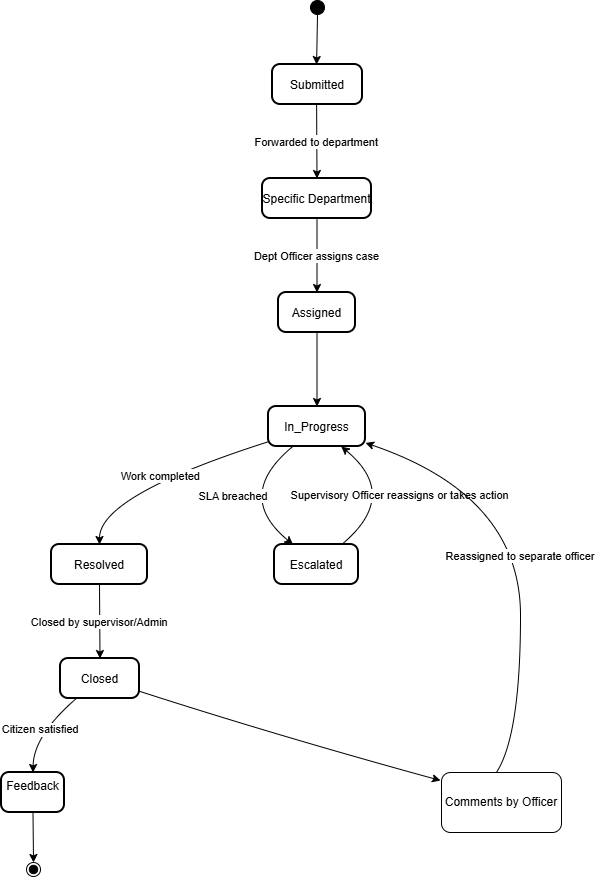 Submitted
Forwarded to department
Specific Department
Dept Officer assigns case
Assigned
In_Progress
Work completed
SLA breached
Supervisory Officer reassigns or takes action
Reassigned to separate officer
Resolved
Escalated
Closed by supervisor/Admin
Closed
Citizen satisfied
Feedback
Comments by Officer